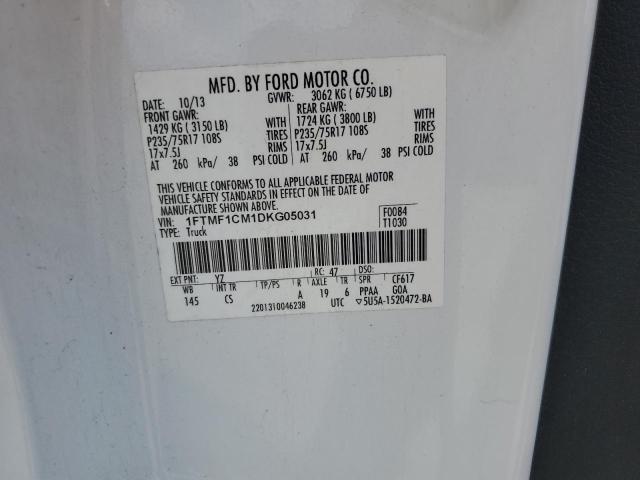 MFD. BY FORD MOTOR CO.
DATE: 10/13 GVWR: 3062 KG ( 6750 LB)
FRONT GAWR: REAR GAWR:
1429 KG ( 3150 LB) WITH 1724 KG ( 3800 LB) WITH
P235/75R17 108S TIRES P235/75R17 108S TIRES
17x7.5J RIMS 17x7.5J RIMS
AT 260 kPa/ 38 PSI COLD AT 260 kPa/ 38 PSI COLD
THIS VEHICLE CONFORMS TO ALL APPLICABLE FEDERAL MOTOR
VEHICLE SAFETY STANDARDS IN EFFECT ON THE DATE OF
MANUFACTURE SHOWN ABOVE.
VIN: 1FTMF1CM1DKG05031 F0084
TYPE: Truck T1030
EXT PNT: YZ RC: 47 DSO:
WB INT TR TP/PS R AXLE TR SPR CF617
145 CS A 19 6 PPAA GOA
2201310046238 UTC ▽5U5A-1520472-BA